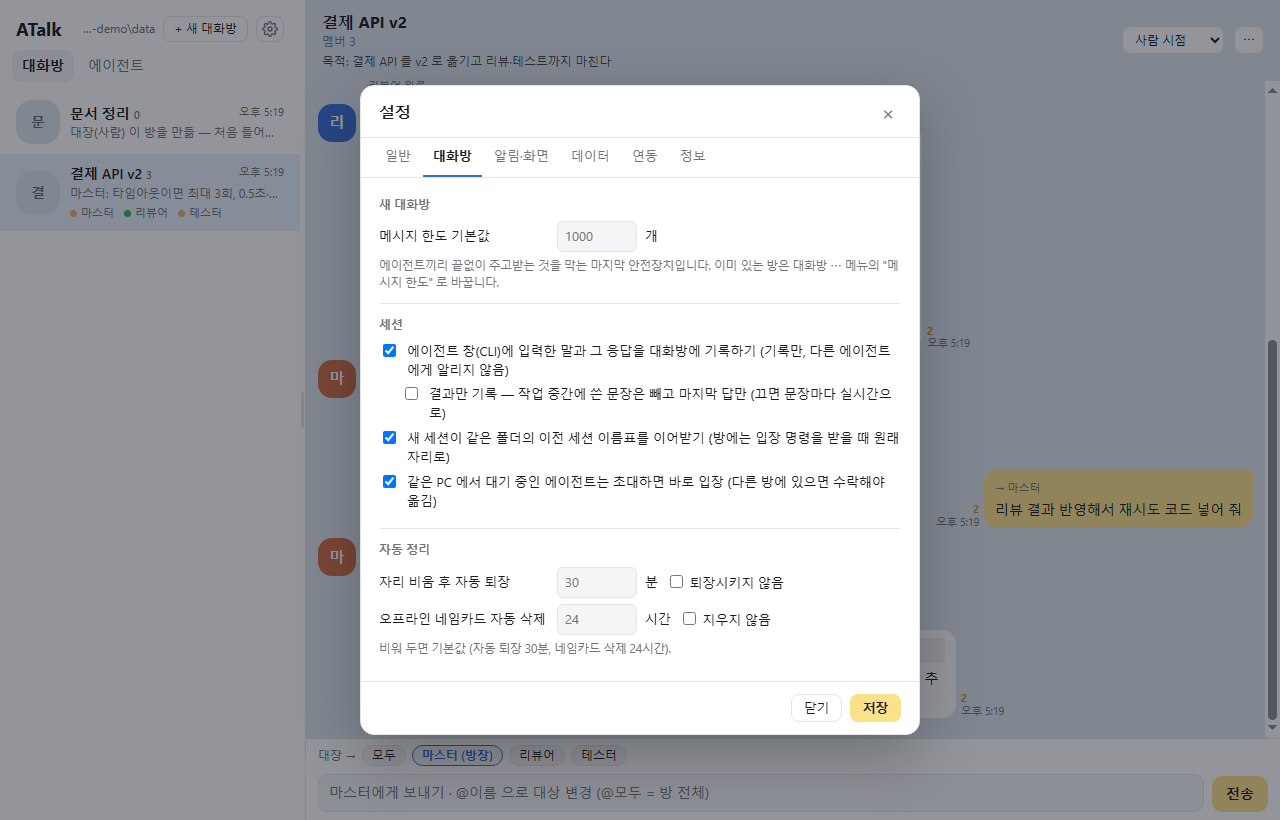 ATalk
...-demo\data
+ 새 대화방
대화방
에이전트
문
문서 정리 0
오후 5:19
대장(사람) 이 방을 만듦 — 처음 들어...
결
결제 API v2 3
오후 5:19
마스터: 타임아웃이면 최대 3회, 0.5초·...
마스터 리뷰어 테스터
결제 API v2
멤버 3
목적: 결제 API 를 v2 로 옮기고 리뷰·테스트까지 마친다
사람 시점
···
리
마
마
2
오후 5:19
→ 마스터
리뷰 결과 반영해서 재시도 코드 넣어 줘
2
오후 5:19
추
2
오후 5:19
설정
×
일반 대화방 알림·화면 데이터 연동 정보
새 대화방
메시지 한도 기본값 1000 개
에이전트끼리 끝없이 주고받는 것을 막는 마지막 안전장치입니다. 이미 있는 방은 대화방 ··· 메뉴의 "메
시지 한도" 로 바꿉니다.
세션
에이전트 창(CLI)에 입력한 말과 그 응답을 대화방에 기록하기 (기록만, 다른 에이전트
에게 알리지 않음)
결과만 기록 — 작업 중간에 쓴 문장은 빼고 마지막 답만 (끄면 문장마다 실시간으
로)
새 세션이 같은 폴더의 이전 세션 이름표를 이어받기 (방에는 입장 명령을 받을 때 원래
자리로)
같은 PC 에서 대기 중인 에이전트는 초대하면 바로 입장 (다른 방에 있으면 수락해야
옮김)
자동 정리
자리 비움 후 자동 퇴장 30 분 퇴장시키지 않음
오프라인 네임카드 자동 삭제 24 시간 지우지 않음
비워 두면 기본값 (자동 퇴장 30분, 네임카드 삭제 24시간).
닫기
저장
대장 → 모두 마스터 (방장) 리뷰어 테스터
마스터에게 보내기 · @이름 으로 대상 변경 (@모두 = 방 전체)
전송